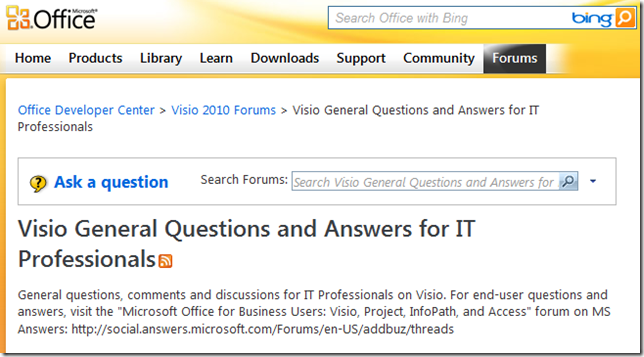 Microsoft®
Office
Search Office with Bing
bing
Home Products Library Learn Downloads Support Community Forums
Office Developer Center > Visio 2010 Forums > Visio General Questions and Answers for IT
Professionals
Ask a question
Search Forums:
Search Visio General Questions and Answers for
Visio General Questions and Answers for IT
Professionals
General questions, comments and discussions for IT Professionals on Visio. For end-user questions and
answers, visit the "Microsoft Office for Business Users: Visio, Project, InfoPath, and Access" forum on MS
Answers: http://social.answers.microsoft.com/Forums/en-US/addbuz/threads